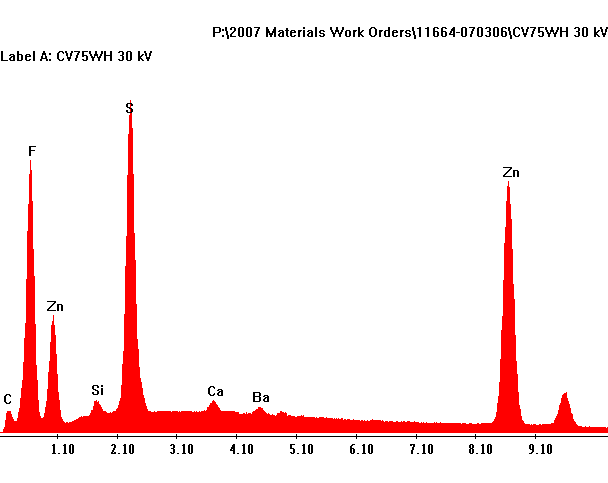 P:\2007 Materials Work Orders\11664-070306\CV75WH 30 kV
Label A: CV75WH 30 kV
S
F
Zn
Zn
C
Si
Ca
Ba
1.10 2.10 3.10 4.10 5.10 6.10 7.10 8.10 9.10